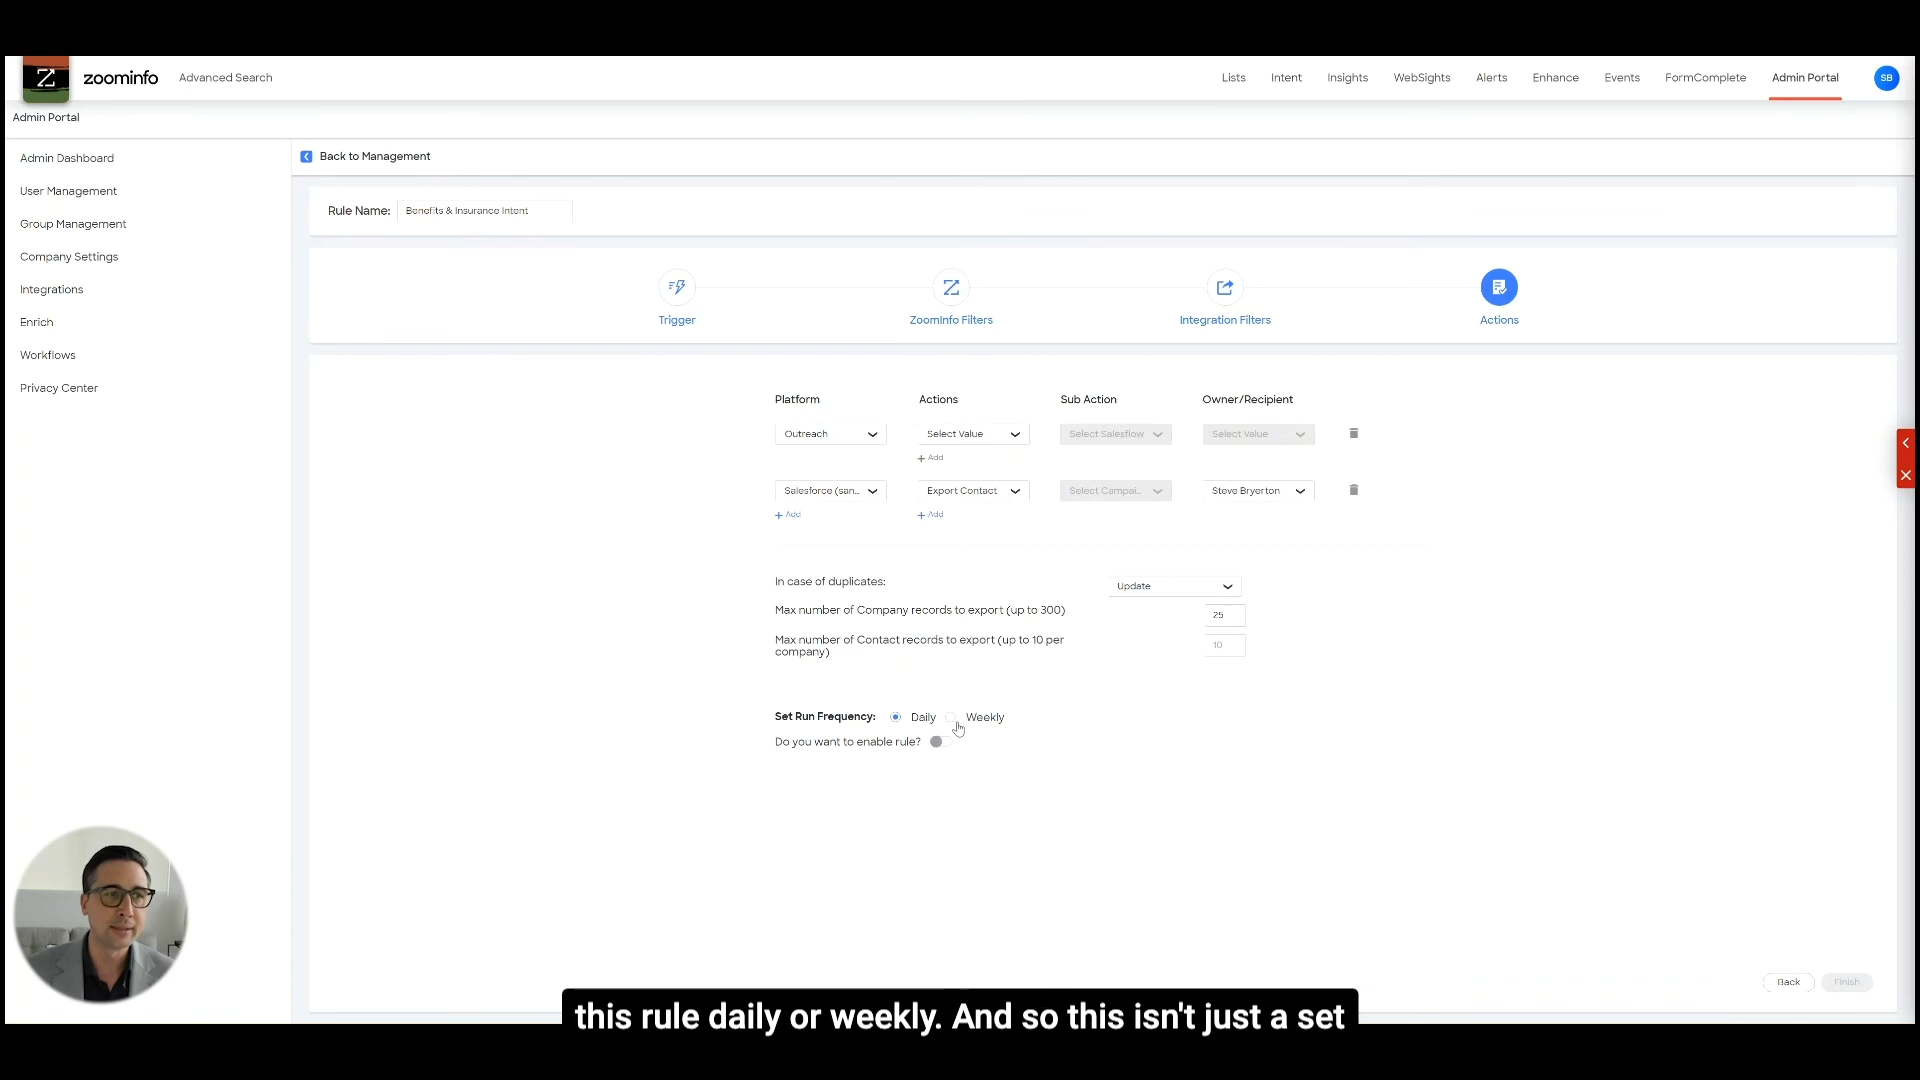 zoominfo Advanced Search Lists Intent Insights WebSights Alerts Enhance Events FormComplete Admin Portal SB
Admin Portal
Admin Dashboard
User Management
Group Management
Company Settings
Integrations
Enrich
Workflows
Privacy Center
Back to Management
Rule Name: Benefits & Insurance Intent
Trigger ZoomInfo Filters Integration Filters Actions
Platform Actions Sub Action Owner/Recipient
Outreach Select Value Select Salesflow Select Value
+ Add
Salesforce (san... Export Contact Select Campai... Steve Bryerton
+ Add + Add
In case of duplicates: Update
Max number of Company records to export (up to 300) 25
Max number of Contact records to export (up to 10 per
company) 10
Set Run Frequency: Daily Weekly
Do you want to enable rule?
Back Finish
this rule daily or weekly. And so this isn't just a set